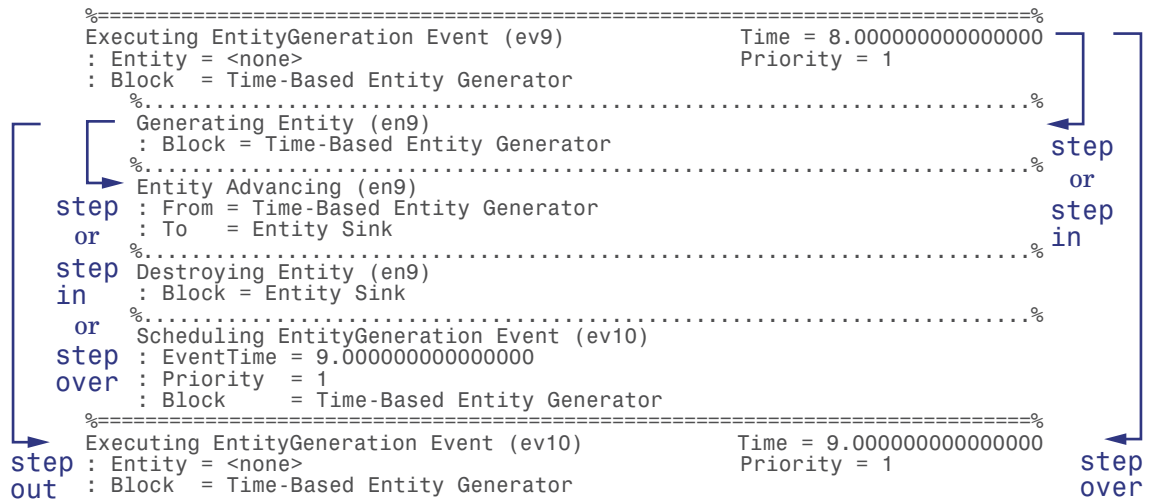 %==============================================================================%
Executing EntityGeneration Event (ev9) Time = 8.000000000000000
: Entity = <none> Priority = 1
: Block = Time-Based Entity Generator
%..........................................................................%
Generating Entity (en9)
: Block = Time-Based Entity Generator
%..........................................................................%
Entity Advancing (en9)
: From = Time-Based Entity Generator
: To = Entity Sink
%..........................................................................%
Destroying Entity (en9)
: Block = Entity Sink
%..........................................................................%
Scheduling EntityGeneration Event (ev10)
: EventTime = 9.000000000000000
: Priority = 1
: Block = Time-Based Entity Generator
%==============================================================================%
Executing EntityGeneration Event (ev10) Time = 9.000000000000000
: Entity = <none> Priority = 1
: Block = Time-Based Entity Generator
step
or
step
in
or
step
over
step
out
step
or
step
in
step
over